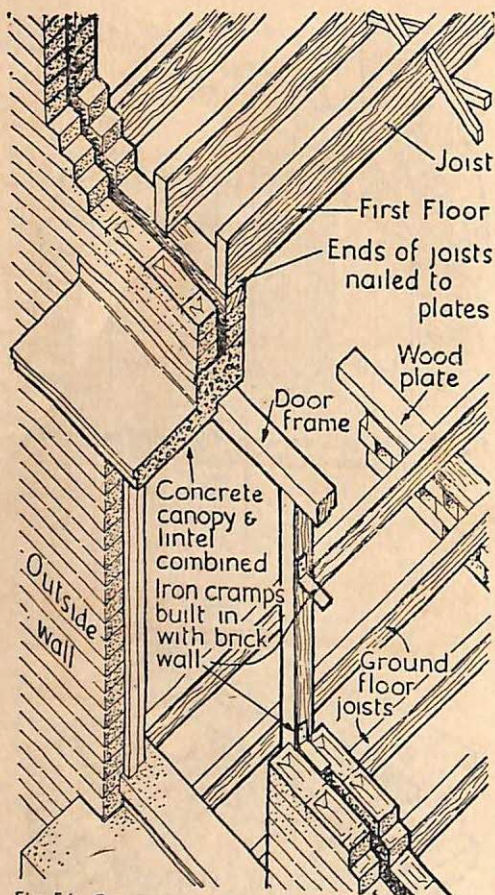 Joist
First Floor
Ends of joists
nailed to
plates
Wood
plate
Door
frame
Concrete
canopy &
lintel
combined
Iron cramps
built in
with brick
wall
Outside
wall
Ground
floor
joists